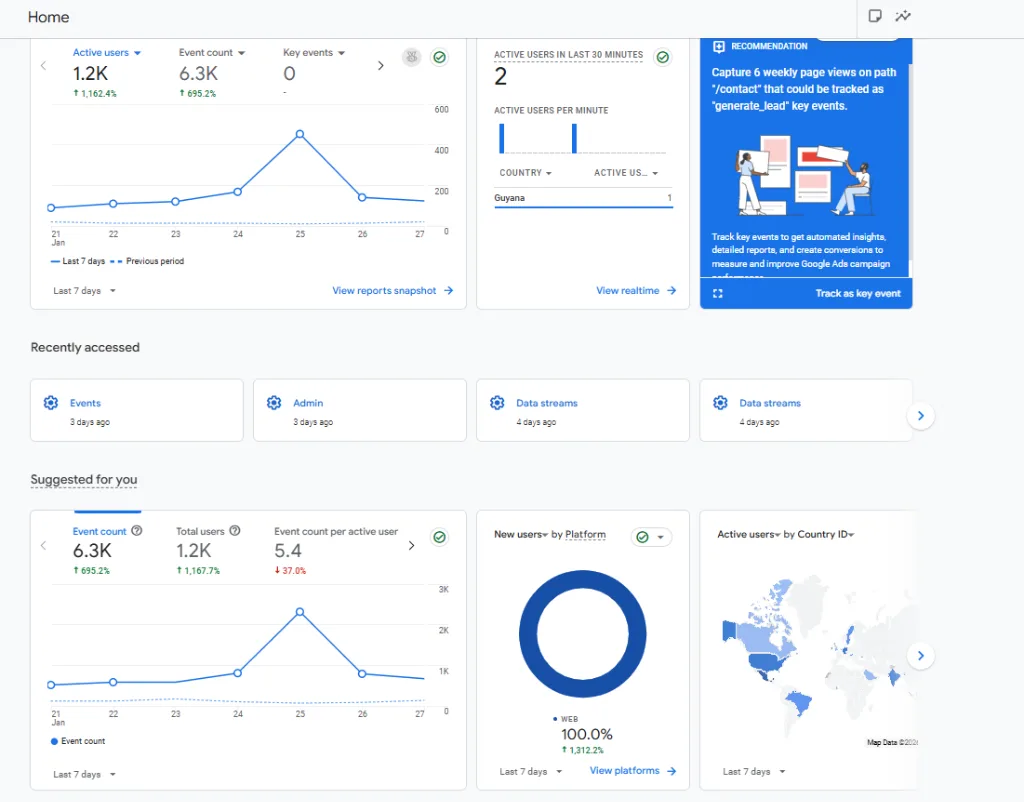 Home
Active users
Event count
Key events
1.2K
6.3K
0
1,162.4%
695.2%
-
600
400
200
0
21
Jan
22
23
24
25
26
27
Last 7 days
Previous period
Last 7 days
View reports snapshot
ACTIVE USERS IN LAST 30 MINUTES
2
ACTIVE USERS PER MINUTE
COUNTRY
ACTIVE US...
Guyana
1
View realtime
RECOMMENDATION
Capture 6 weekly page views on path
"/contact" that could be tracked as
"generate_lead" key events.
Track key events to get automated insights,
detailed reports, and create conversions to
measure and improve Google Ads campaign
performance.
Track as key event
Recently accessed
Events
3 days ago
Admin
3 days ago
Data streams
4 days ago
Data streams
4 days ago
Suggested for you
Event count
Total users
Event count per active user
6.3K
1.2K
5.4
695.2%
1,167.7%
37.0%
3K
2K
1K
0
21
Jan
22
23
24
25
26
27
Event count
Last 7 days
New users by Platform
WEB
100.0%
1,312.2%
Last 7 days
View platforms
Active users by Country ID
Map Data ©2026
Last 7 days